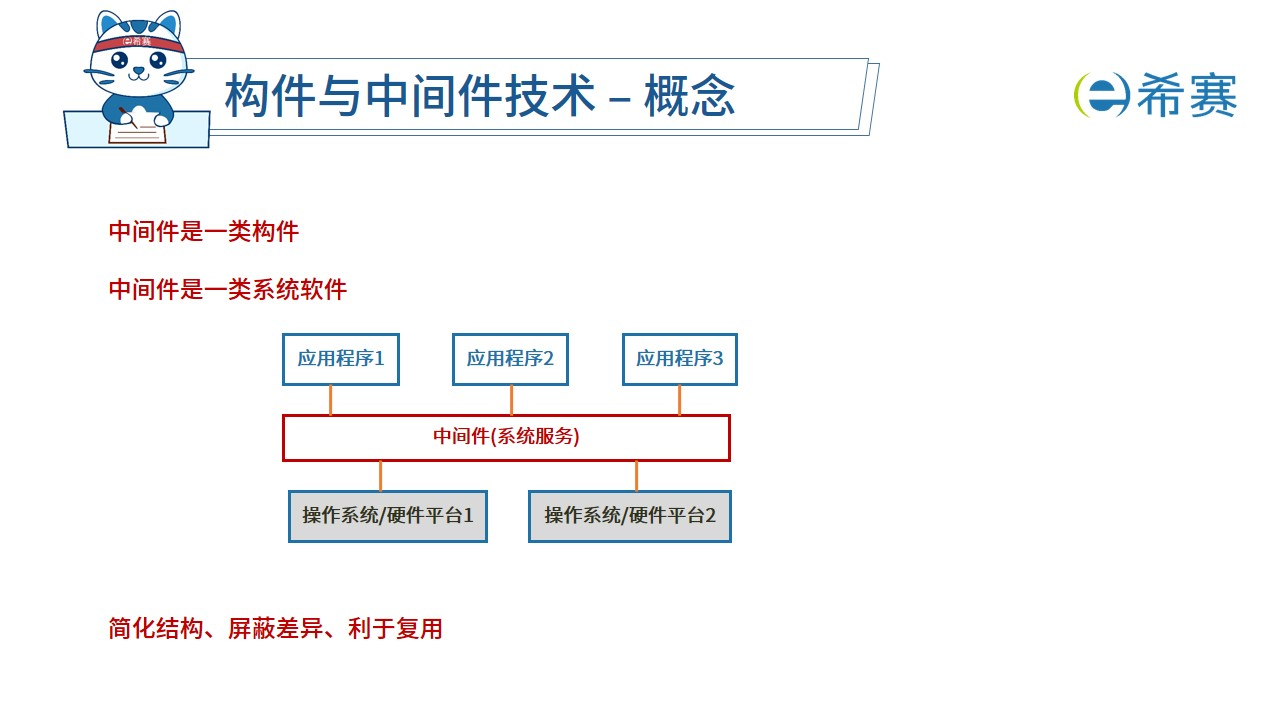 希赛
构件与中间件技术 – 概念
希赛
中间件是一类构件
中间件是一类系统软件
应用程序1
应用程序2
应用程序3
中间件(系统服务)
操作系统/硬件平台1
操作系统/硬件平台2
简化结构、屏蔽差异、利于复用